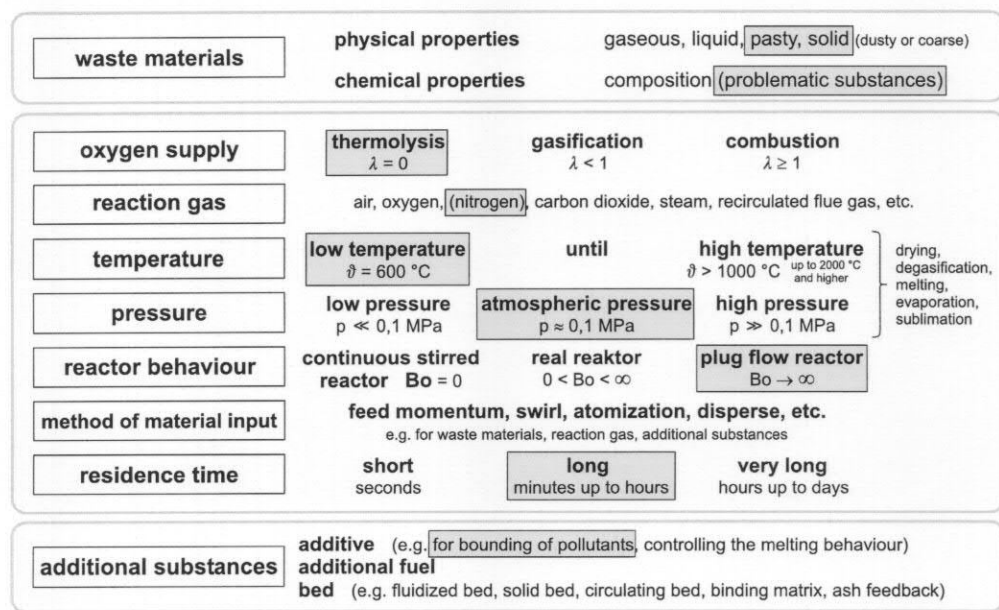 waste materials
physical properties gaseous, liquid, pasty, solid (dusty or coarse)
chemical properties composition (problematic substances)
oxygen supply
thermolysis gasification combustion
λ = 0 λ < 1 λ ≥ 1
reaction gas
air, oxygen, (nitrogen), carbon dioxide, steam, recirculated flue gas, etc.
temperature
low temperature until high temperature
ϑ = 600 °C ϑ > 1000 °C up to 2000 °C and higher
drying,
degasification,
melting,
evaporation,
sublimation
pressure
low pressure atmospheric pressure high pressure
p ≪ 0,1 MPa p ≈ 0,1 MPa p ≫ 0,1 MPa
reactor behaviour
continuous stirred real reaktor plug flow reactor
reactor Bo = 0 0 < Bo < ∞ Bo → ∞
method of material input
feed momentum, swirl, atomization, disperse, etc.
e.g. for waste materials, reaction gas, additional substances
residence time
short long very long
seconds minutes up to hours hours up to days
additional substances
additive (e.g. for bounding of pollutants, controlling the melting behaviour)
additional fuel
bed (e.g. fluidized bed, solid bed, circulating bed, binding matrix, ash feedback)